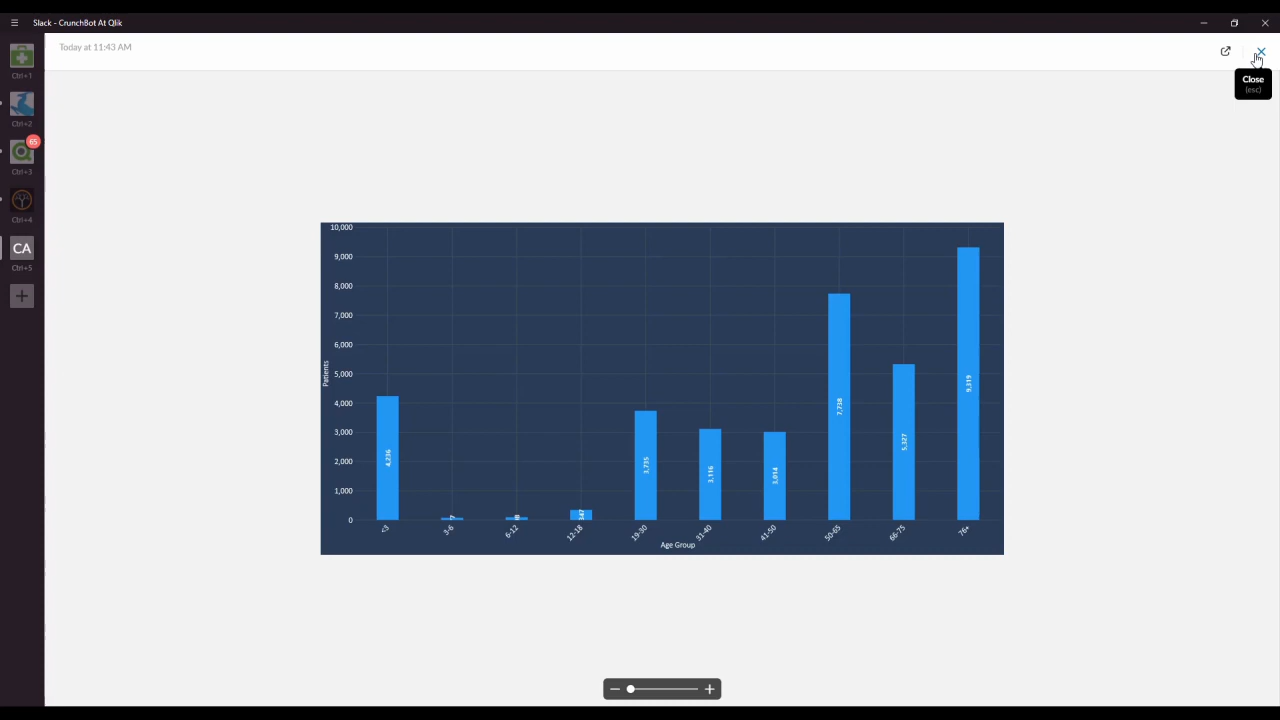 Slack - CrunchBot At Qlik
Today at 11:43 AM
Close
(esc)
Ctrl+1
Ctrl+2
65
Ctrl+3
Ctrl+4
CA
Ctrl+5
10,000
9,000
8,000
7,000
6,000
5,000
4,000
3,000
2,000
1,000
0
Patients
4,236
347
3,735
3,116
3,014
7,738
5,327
9,319
<3
3-6
6-12
12-18
19-30
31-40
41-50
50-65
66-75
76+
Age Group